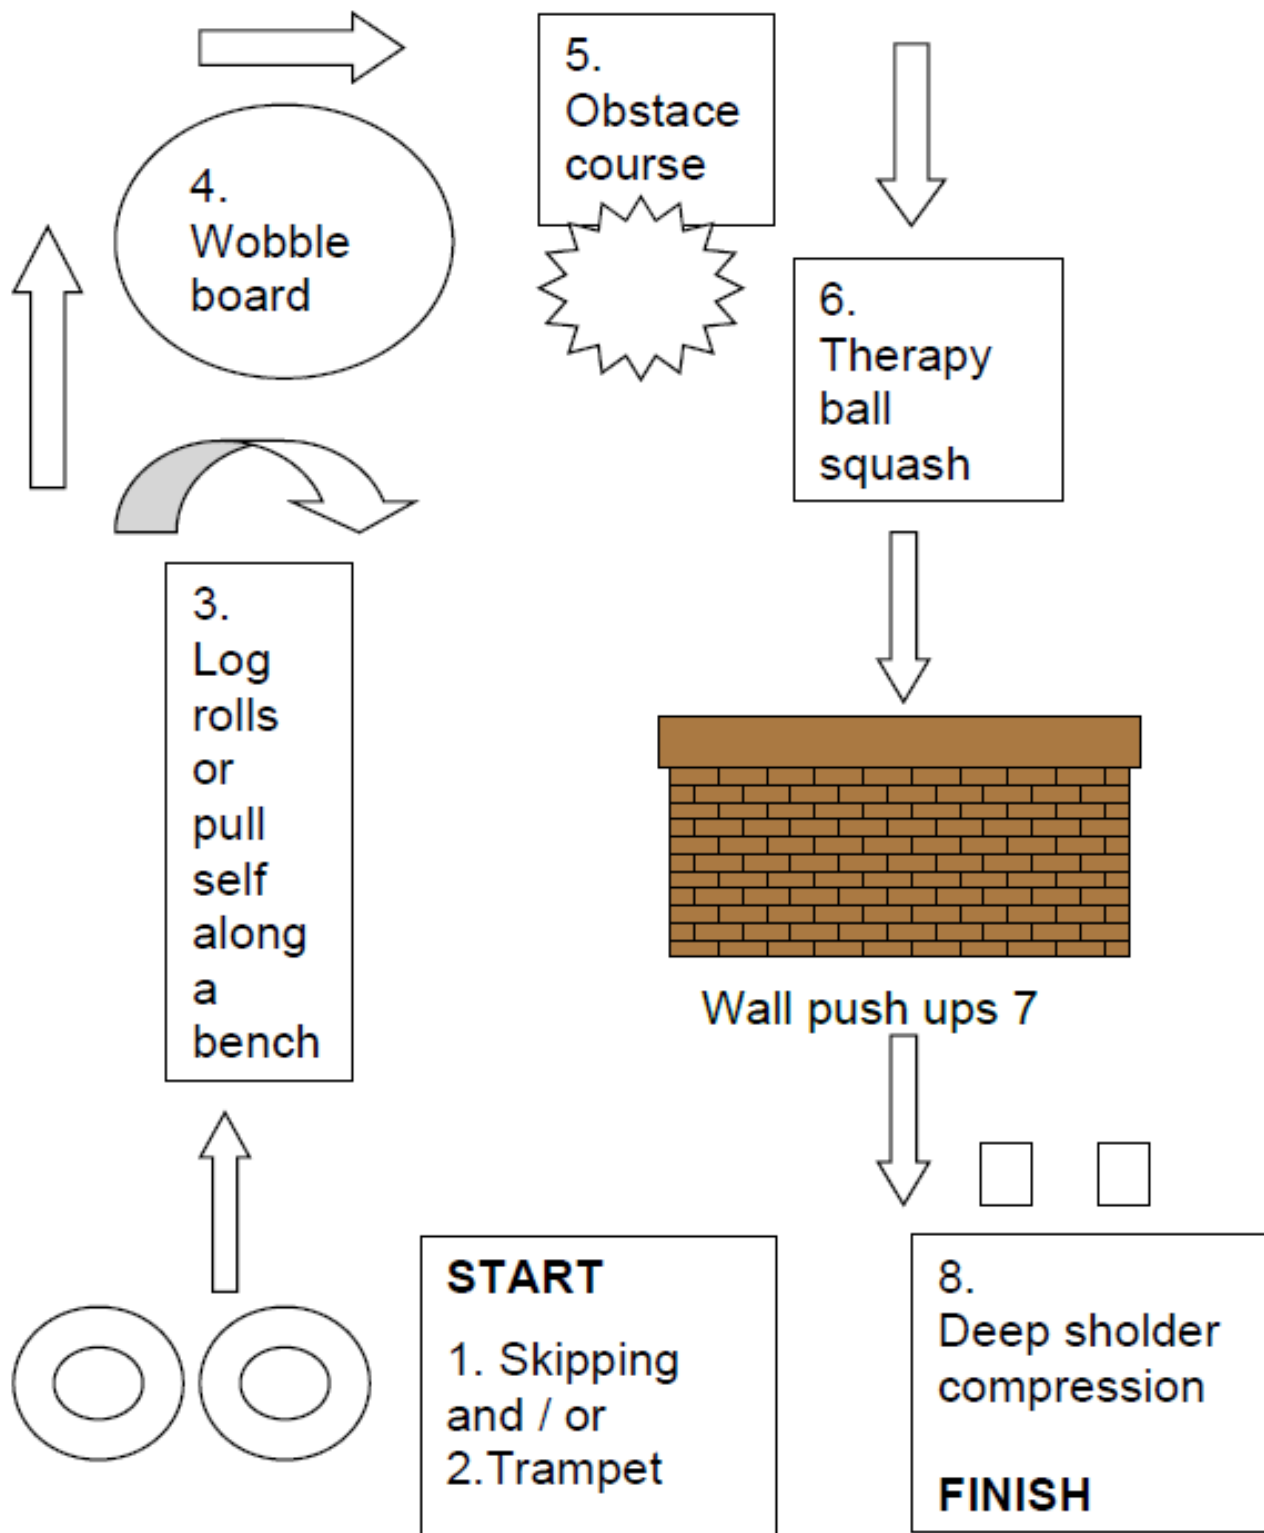 START
1. Skipping
and / or
2.Trampet
3.
Log
rolls
or
pull
self
along
a
bench
4.
Wobble
board
5.
Obstace
course
6.
Therapy
ball
squash
Wall push ups 7
8.
Deep sholder
compression
FINISH